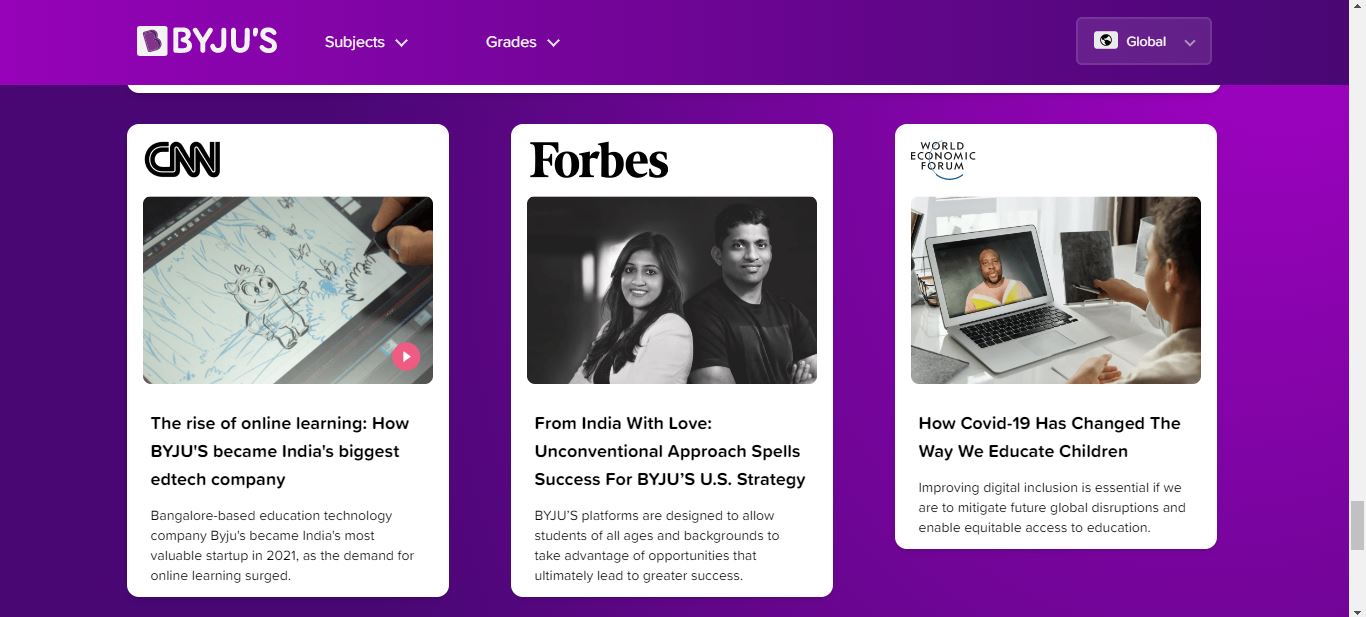 BYJU'S
Subjects
Grades
Global
CNN
The rise of online learning: How
BYJU'S became India's biggest
edtech company
Bangalore-based education technology
company Byju's became India's most
valuable startup in 2021, as the demand for
online learning surged.
Forbes
From India With Love:
Unconventional Approach Spells
Success For BYJU’S U.S. Strategy
BYJU’S platforms are designed to allow
students of all ages and backgrounds to
take advantage of opportunities that
ultimately lead to greater success.
WORLD
ECONOMIC
FORUM
How Covid-19 Has Changed The
Way We Educate Children
Improving digital inclusion is essential if we
are to mitigate future global disruptions and
enable equitable access to education.